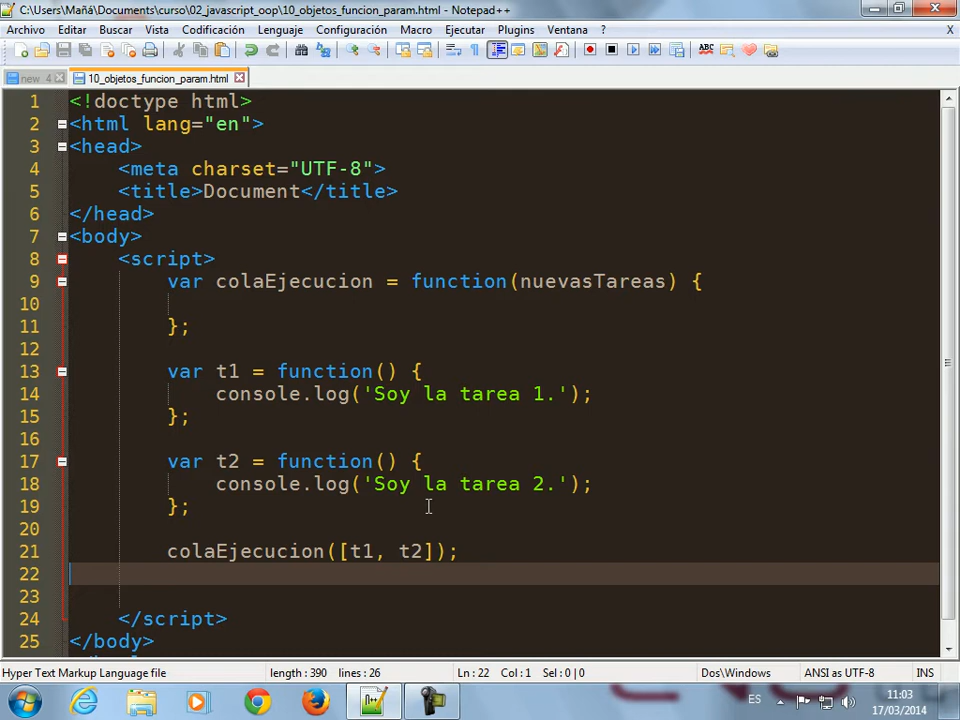 C:\Users\Mañá\Documents\curso\02_javascript_oop\10_objetos_funcion_param.html - Notepad++
Archivo Editar Buscar Vista Codificación Lenguaje Configuración Macro Ejecutar Plugins Ventana ? X
new 4 10_objetos_funcion_param.html
1 <!doctype html>
2 <html lang="en">
3 <head>
4 <meta charset="UTF-8">
5 <title>Document</title>
6 </head>
7 <body>
8 <script>
9 var colaEjecucion = function(nuevasTareas) {
10
11 };
12
13 var t1 = function() {
14 console.log('Soy la tarea 1.');
15 };
16
17 var t2 = function() {
18 console.log('Soy la tarea 2.');
19 };
20
21 colaEjecucion([t1, t2]);
22
23
24 </script>
25 </body>
Hyper Text Markup Language file length : 390 lines : 26 Ln : 22 Col : 1 Sel : 0 | 0 Dos\Windows ANSI as UTF-8 INS
ES 11:03
17/03/2014